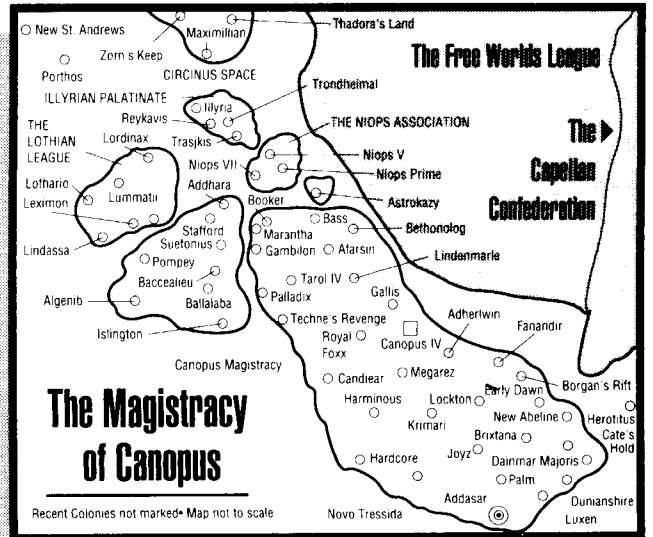 New St. Andrews
Zorn's Keep
Maximillian
Thadora's Land
Porthos
CIRCINUS SPACE
The Free Worlds League
ILLYRIAN PALATINATE
Illyria
Trondheimal
Reykavis
THE NIOPS ASSOCIATION
THE
LOTHIAN
LEAGUE
Lordinax
Trasjkis
The
Capellan
Confederation
Niops VII
Niops V
Niops Prime
Lothario
Lummatii
Addhara
Leximon
Booker
Astrokazy
Stafford
Bass
Marantha
Bethonolog
Lindassa
Suetonius
Gambilon
Afarsin
Pompey
Lindenmarle
Baccealieu
Tarol IV
Algenib
Ballalaba
Palladix
Gallis
Adherwin
Islington
Techne's Revenge
Royal
Foxx
Canopus IV
Fanandir
Canopus Magistracy
Candiear
Megarez
Borgan's Rift
Early Dawn
The Magistracy
of Canopus
Harminous
Lockton
New Abeline
Herotitus
Krimari
Brixtana
Cate's
Hold
Hardcore
Joyz
Dainmar Majoris
Palm
Addasar
Dunianshire
Recent Colonies not marked• Map not to scale
Novo Tressida
Luxen